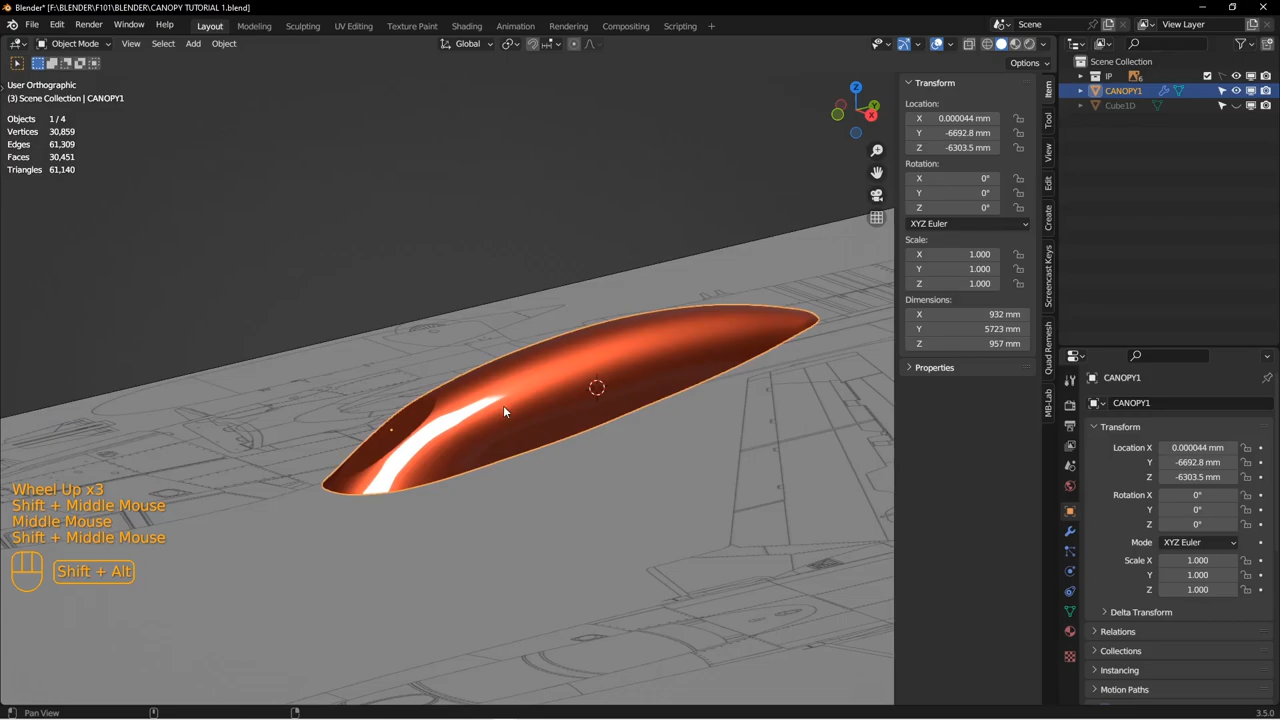 Blender* [F:\BLENDER\F101\BLENDER\CANOPY TUTORIAL 1.blend]
File Edit Render Window Help Layout Modeling Sculpting UV Editing Texture Paint Shading Animation Rendering Compositing Scripting + Scene View Layer
Object Mode View Select Add Object Global
Options
User Orthographic
(3) Scene Collection | CANOPY1
Objects 1 / 4
Vertices 30,859
Edges 61,309
Faces 30,451
Triangles 61,140
Z
Y
X
Transform
Location:
X 0.000044 mm
Y -6692.8 mm
Z -6303.5 mm
Rotation:
X 0°
Y 0°
Z 0°
XYZ Euler
Scale:
X 1.000
Y 1.000
Z 1.000
Dimensions:
X 932 mm
Y 5723 mm
Z 957 mm
Properties
Item
Tool
View
Edit
Create
Screencast Keys
Quad Remesh
MB-Lab
Scene Collection
IP 6
CANOPY1
Cube1D
CANOPY1
CANOPY1
Transform
Location X 0.000044 mm
Y -6692.8 mm
Z -6303.5 mm
Rotation X 0°
Y 0°
Z 0°
Mode XYZ Euler
Scale X 1.000
Y 1.000
Z 1.000
Delta Transform
Relations
Collections
Instancing
Motion Paths
Wheel Up x3
Shift + Middle Mouse
Middle Mouse
Shift + Middle Mouse
Shift + Alt
Pan View
3.5.0